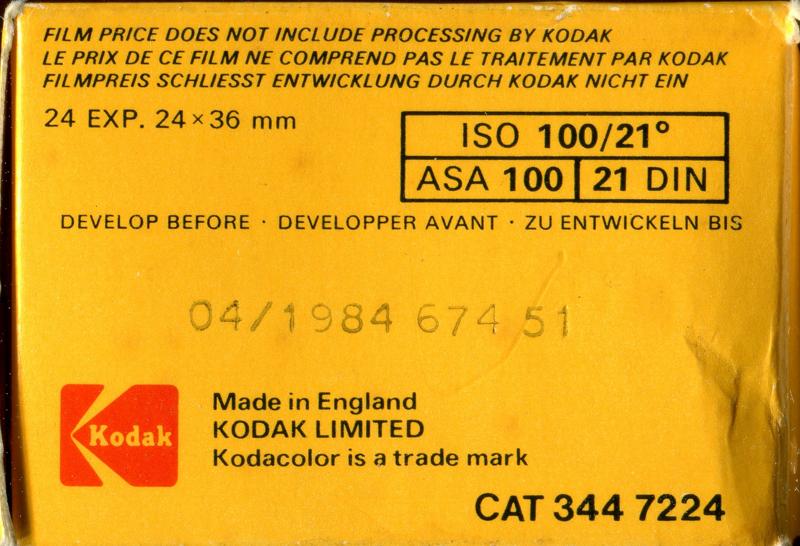 FILM PRICE DOES NOT INCLUDE PROCESSING BY KODAK
LE PRIX DE CE FILM NE COMPREND PAS LE TRAITEMENT PAR KODAK
FILMPREIS SCHLIESST ENTWICKLUNG DURCH KODAK NICHT EIN
24 EXP. 24×36 mm
ISO 100/21°
ASA 100 21 DIN
DEVELOP BEFORE · DEVELOPPER AVANT · ZU ENTWICKELN BIS
04/1984 674 51
Kodak
Made in England
KODAK LIMITED
Kodacolor is a trade mark
CAT 344 7224